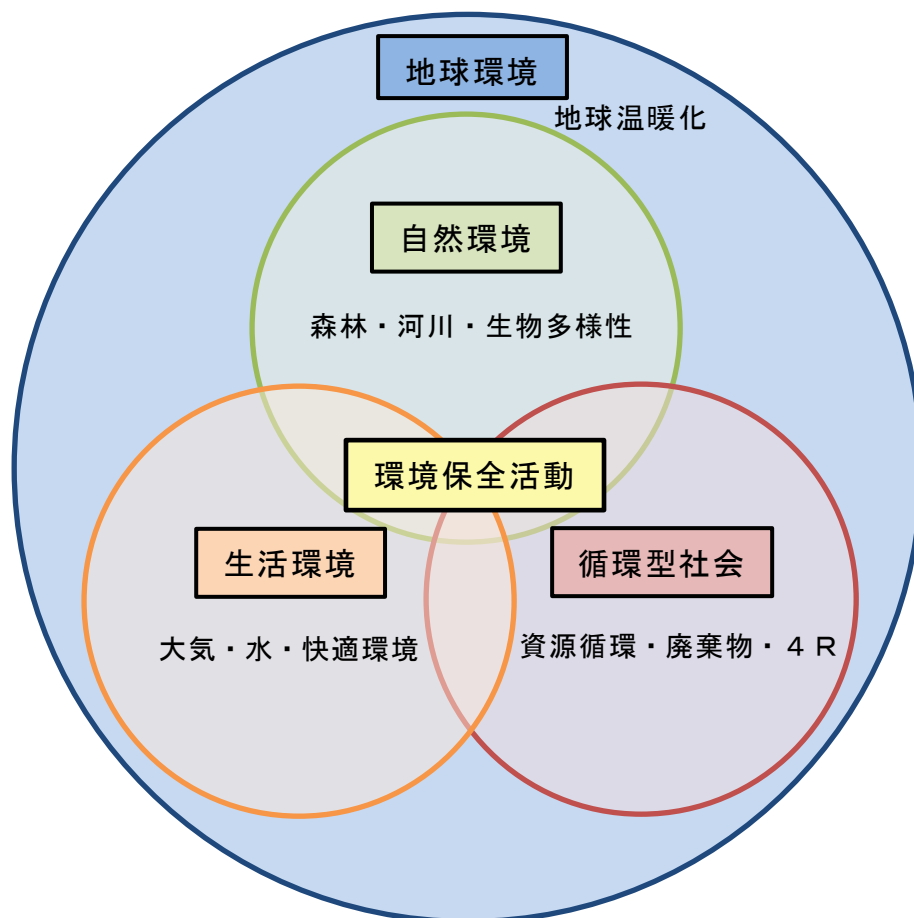 地球環境
地球温暖化
自然環境
森林・河川・生物多様性
環境保全活動
生活環境
循環型社会
大気・水・快適環境
資源循環・廃棄物・４Ｒ